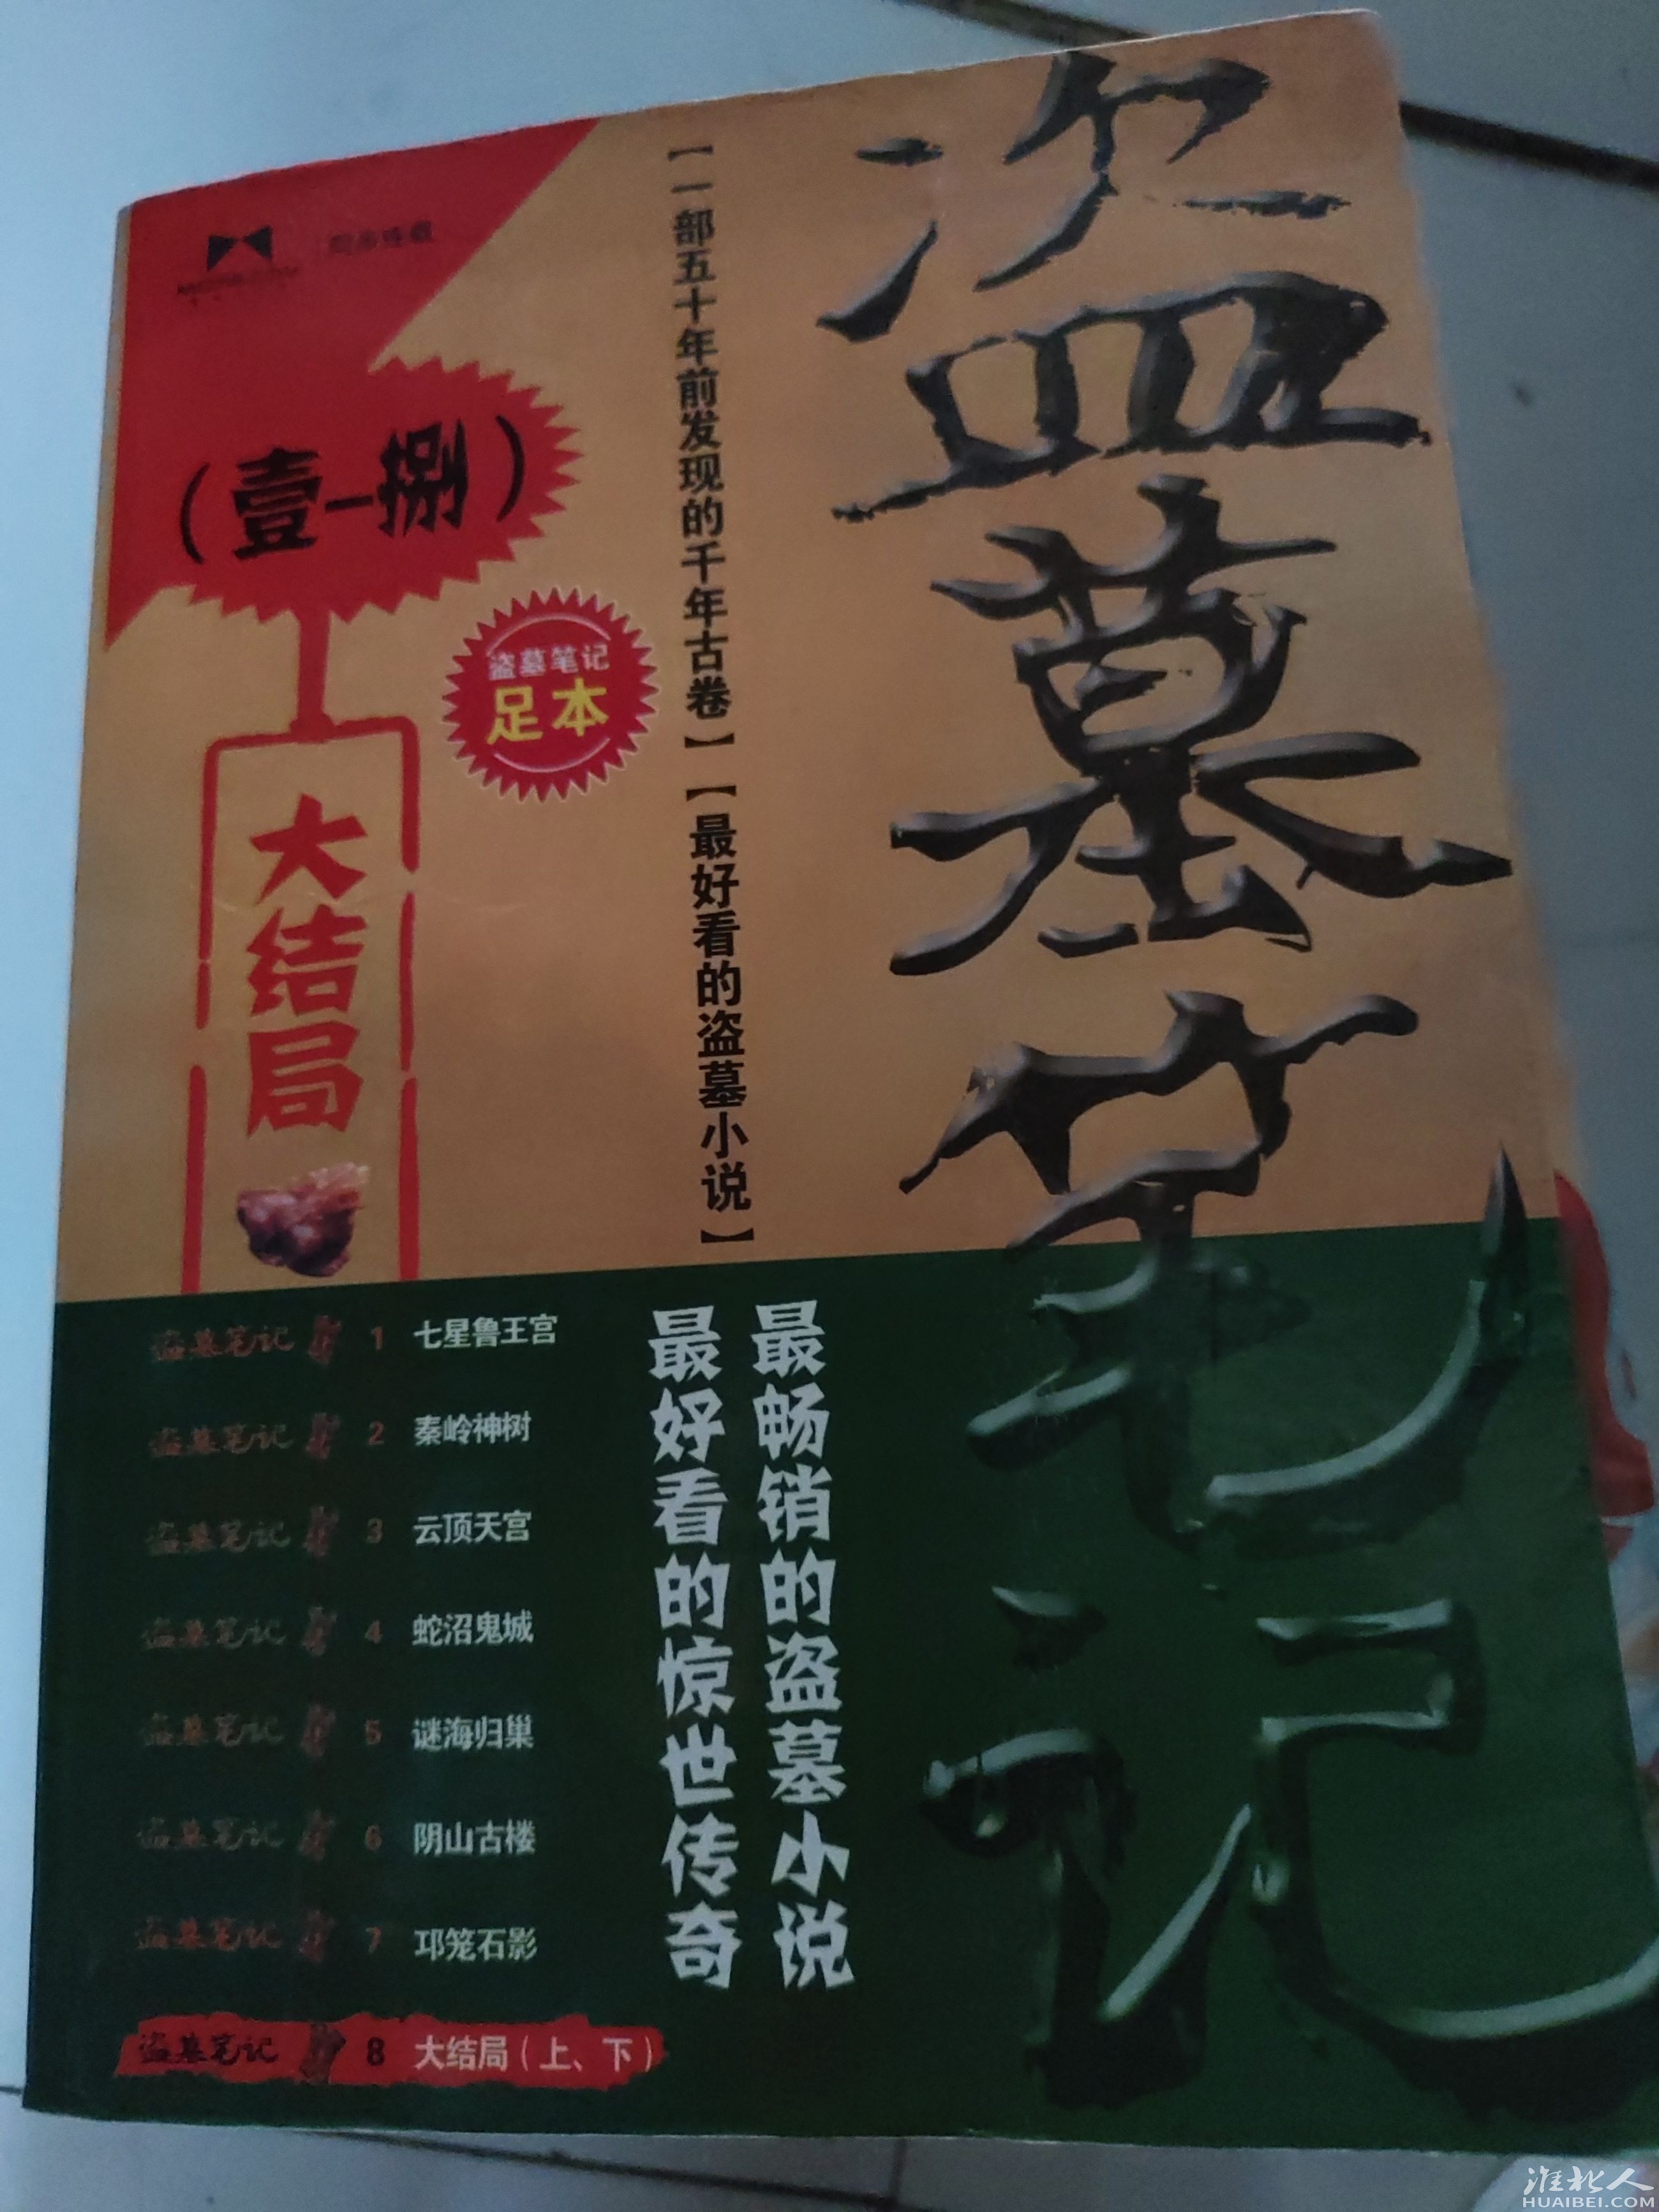 盗墓笔记
【一部五十年前发现的千年古卷】【最好看的盗墓小说】
(壹—捌)
大结局
盗墓笔记
足本
最畅销的盗墓小说
最好看的惊世传奇
盗墓笔记 1 七星鲁王宫
盗墓笔记 2 秦岭神树
盗墓笔记 3 云顶天宫
盗墓笔记 4 蛇沼鬼城
盗墓笔记 5 谜海归巢
盗墓笔记 6 阴山古楼
盗墓笔记 7 邛笼石影
盗墓笔记 8 大结局(上、下)
淮北人
HUAIBEI.COM